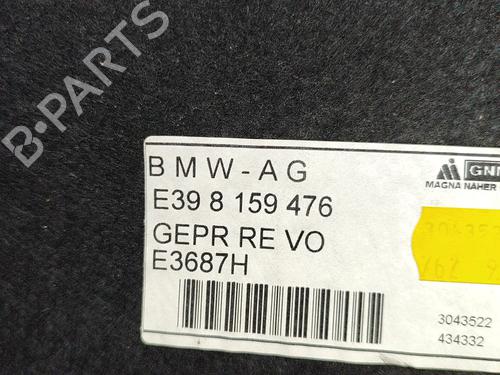 B-PARTS
BMW-AG
E39 8 159 476
GEPR RE VO
E3687H
MAGNA NAHER
3043522
434332